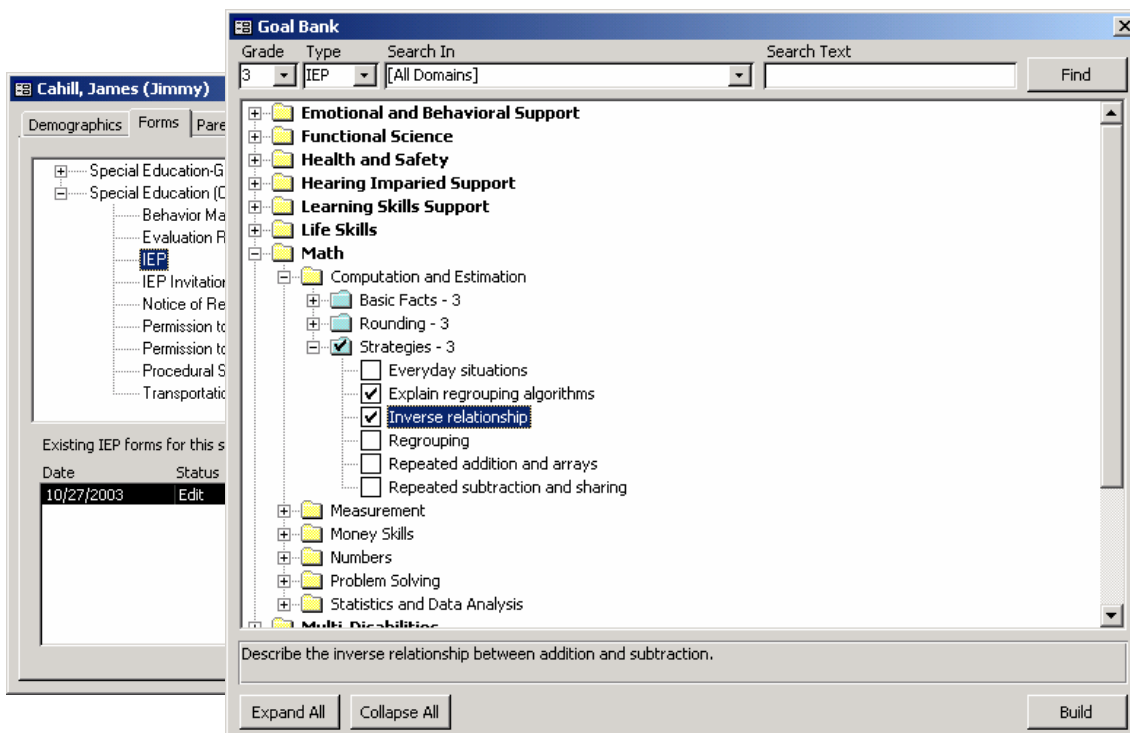 Goal Bank
Grade Type Search In Search Text
3 IEP [All Domains] Find
Emotional and Behavioral Support
Functional Science
Health and Safety
Hearing Imparied Support
Learning Skills Support
Life Skills
Math
Computation and Estimation
Basic Facts - 3
Rounding - 3
Strategies - 3
Everyday situations
Explain regrouping algorithms
Inverse relationship
Regrouping
Repeated addition and arrays
Repeated subtraction and sharing
Measurement
Money Skills
Numbers
Problem Solving
Statistics and Data Analysis
Multi-Disabilities
Describe the inverse relationship between addition and subtraction.
Expand All Collapse All Build
Cahill, James (Jimmy)
Demographics Forms Pare
Special Education-G
Special Education (
Behavior Ma
Evaluation R
IEP
IEP Invitation
Notice of Re
Permission to
Permission to
Procedural S
Transportatio
Existing IEP forms for this s
Date Status
10/27/2003 Edit